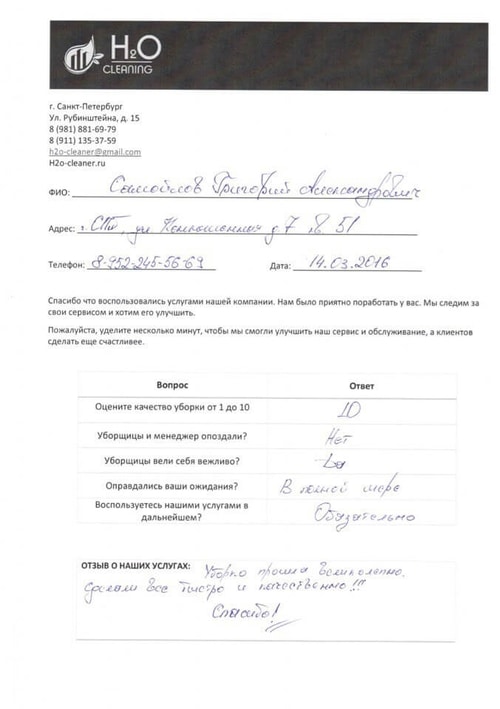 H2O
CLEANING
г. Санкт-Петербург
Ул. Рубинштейна, д. 15
8 (981) 881-69-79
8 (911) 135-37-59
h2o-cleaner@gmail.com
H2o-cleaner.ru
ФИО: Самойлов Григорий Александрович
Адрес: г. СПб, ул Конюшенная д 7 кв. 51
Телефон: 8-952-245-56-69 Дата: 14.03.2016
Спасибо что воспользовались услугами нашей компании. Нам было приятно поработать у вас. Мы следим за
свои сервисом и хотим его улучшить.
Пожалуйста, уделите несколько минут, чтобы мы смогли улучшить наш сервис и обслуживание, а клиентов
сделать еще счастливее.
Вопрос Ответ
Оцените качество уборки от 1 до 10 10
Уборщицы и менеджер опоздали? Нет
Уборщицы вели себя вежливо? Да
Оправдались ваши ожидания? В полной мере
Воспользуетесь нашими услугами в
дальнейшем? Обязательно
ОТЗЫВ О НАШИХ УСЛУГАХ: Уборка прошла великолепно.
Сделали все быстро и качественно!!!
Спасибо!